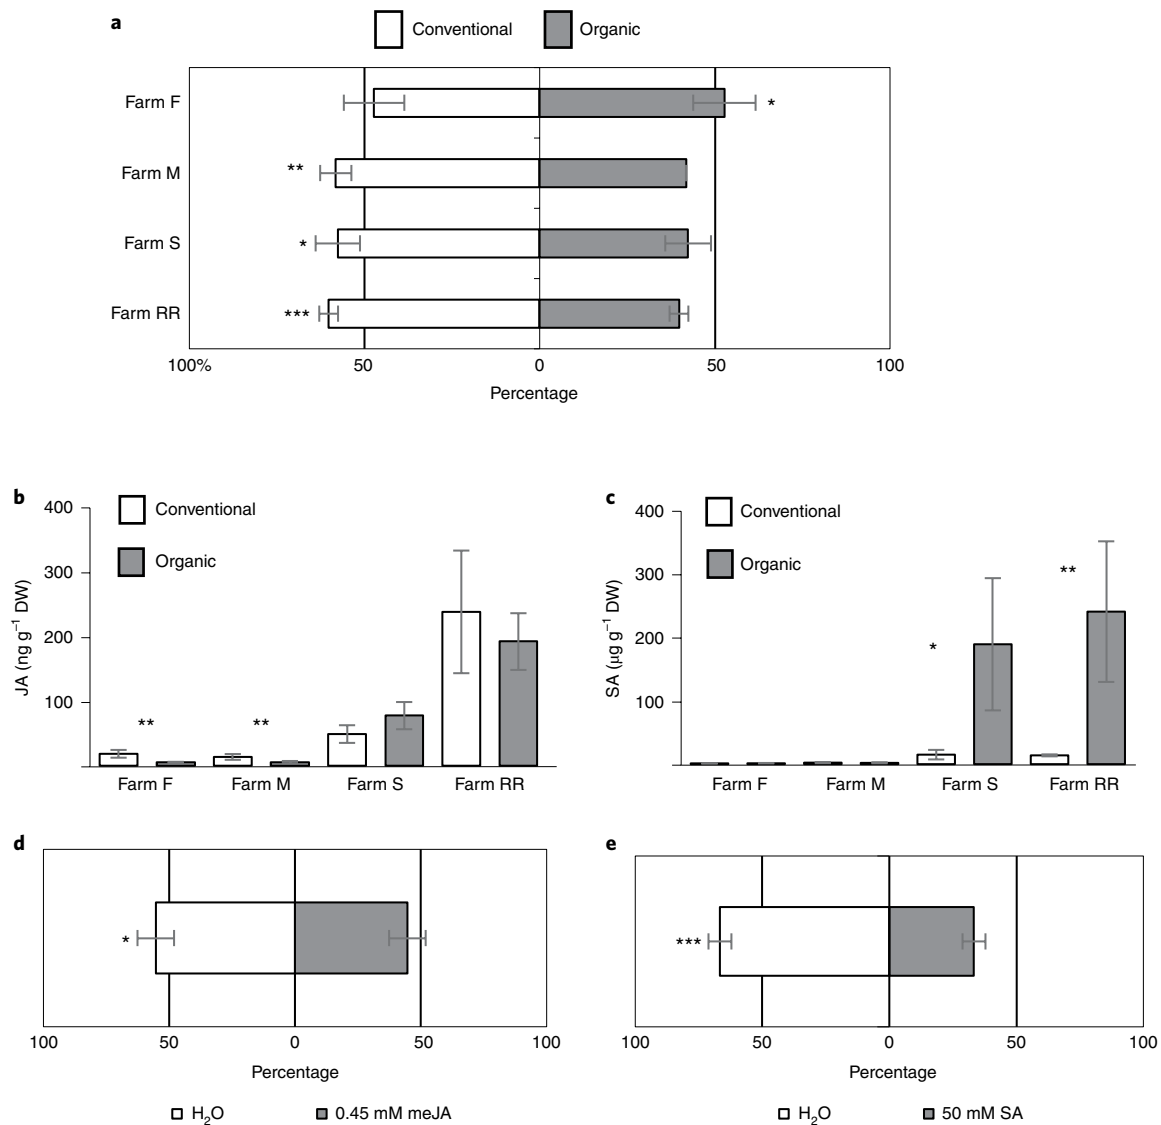 a
Conventional Organic
Farm F *
Farm M **
Farm S *
Farm RR ***
100% 50 0 50 100
Percentage
b
Conventional
Organic
400
300
200
100
JA (ng g⁻¹ DW)
** **
Farm F Farm M Farm S Farm RR
c
Conventional
Organic
400
300
200
100
SA (µg g⁻¹ DW)
* **
Farm F Farm M Farm S Farm RR
d
*
100 50 0 50 100
Percentage
H₂O 0.45 mM meJA
e
***
100 50 0 50 100
Percentage
H₂O 50 mM SA